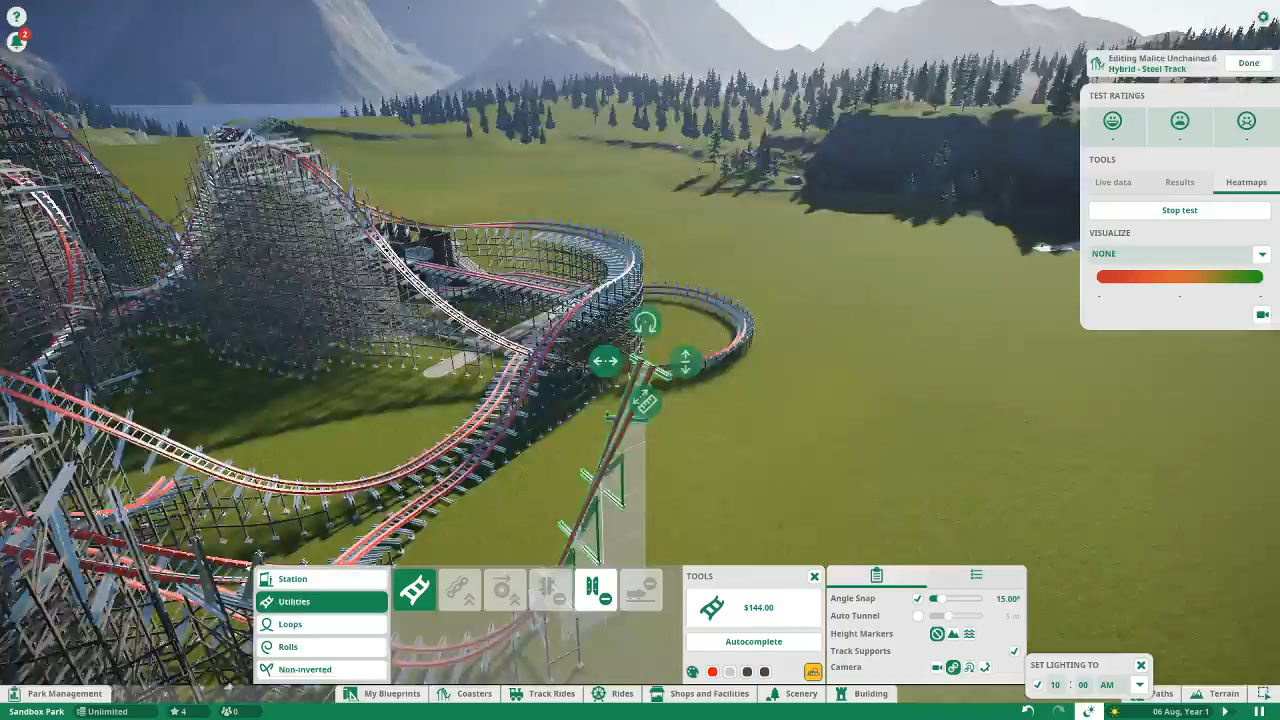 ?
2
Editing Malice Unchained 6
Hybrid - Steel Track
Done
TEST RATINGS
- - -
TOOLS
Live data Results Heatmaps
Stop test
VISUALIZE
NONE
- - -
Station
Utilities
Loops
Rolls
Non-inverted
TOOLS
$144.00
Autocomplete
Angle Snap 15.00°
Auto Tunnel 5 m
Height Markers
Track Supports
Camera
SET LIGHTING TO
10 : 00 AM
Park Management My Blueprints Coasters Track Rides Rides Shops and Facilities Scenery Building Paths Terrain
Sandbox Park Unlimited 4 0 06 Aug, Year 1